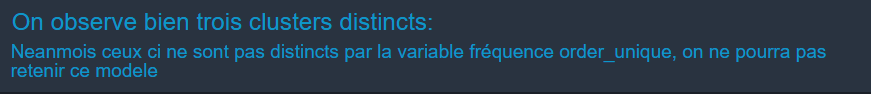 On observe bien trois clusters distincts:
Neanmois ceux ci ne sont pas distincts par la variable fréquence order_unique, on ne pourra pas
retenir ce modele